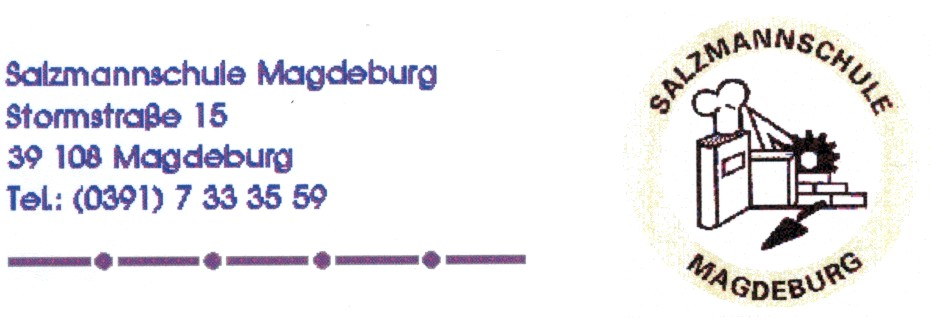 Salzmannschule Magdeburg
Stormstraße 15
39 108 Magdeburg
Tel.: (0391) 7 33 35 59
SALZMANNSCHULE
MAGDEBURG